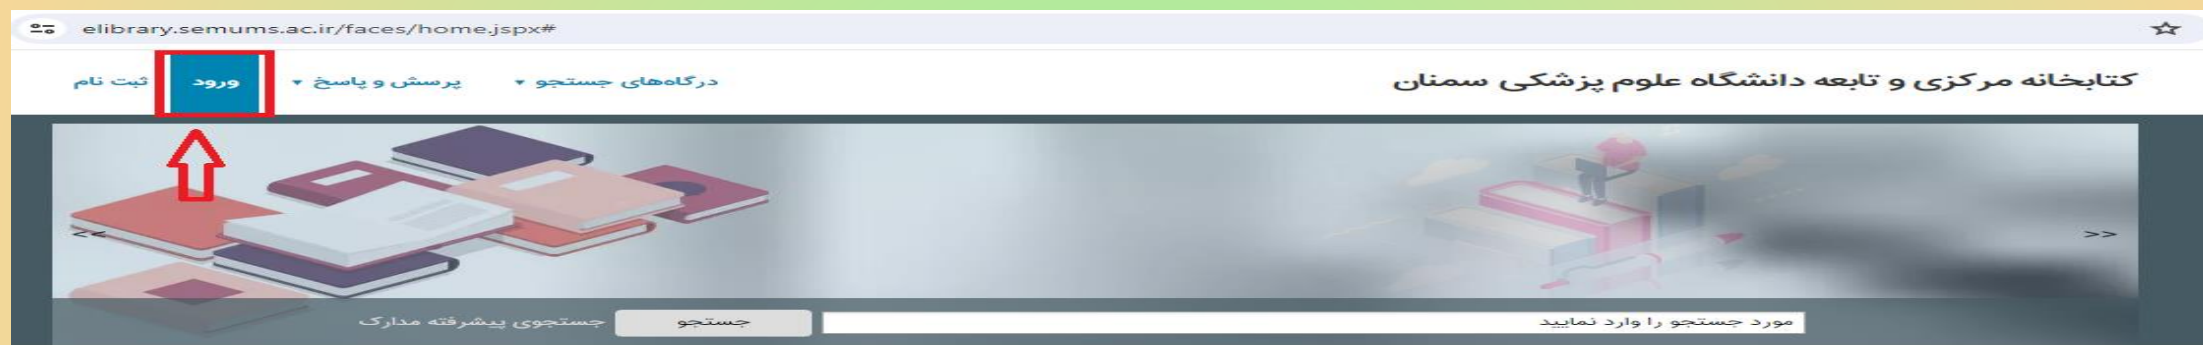 elibrary.semums.ac.ir/faces/home.jspx#
کتابخانه مرکزی و تابعه دانشگاه علوم پزشکی سمنان درگاه‌های جستجو پرسش و پاسخ ورود ثبت نام
<< >>
مورد جستجو را وارد نمایید جستجو جستجوی پیشرفته مدارک